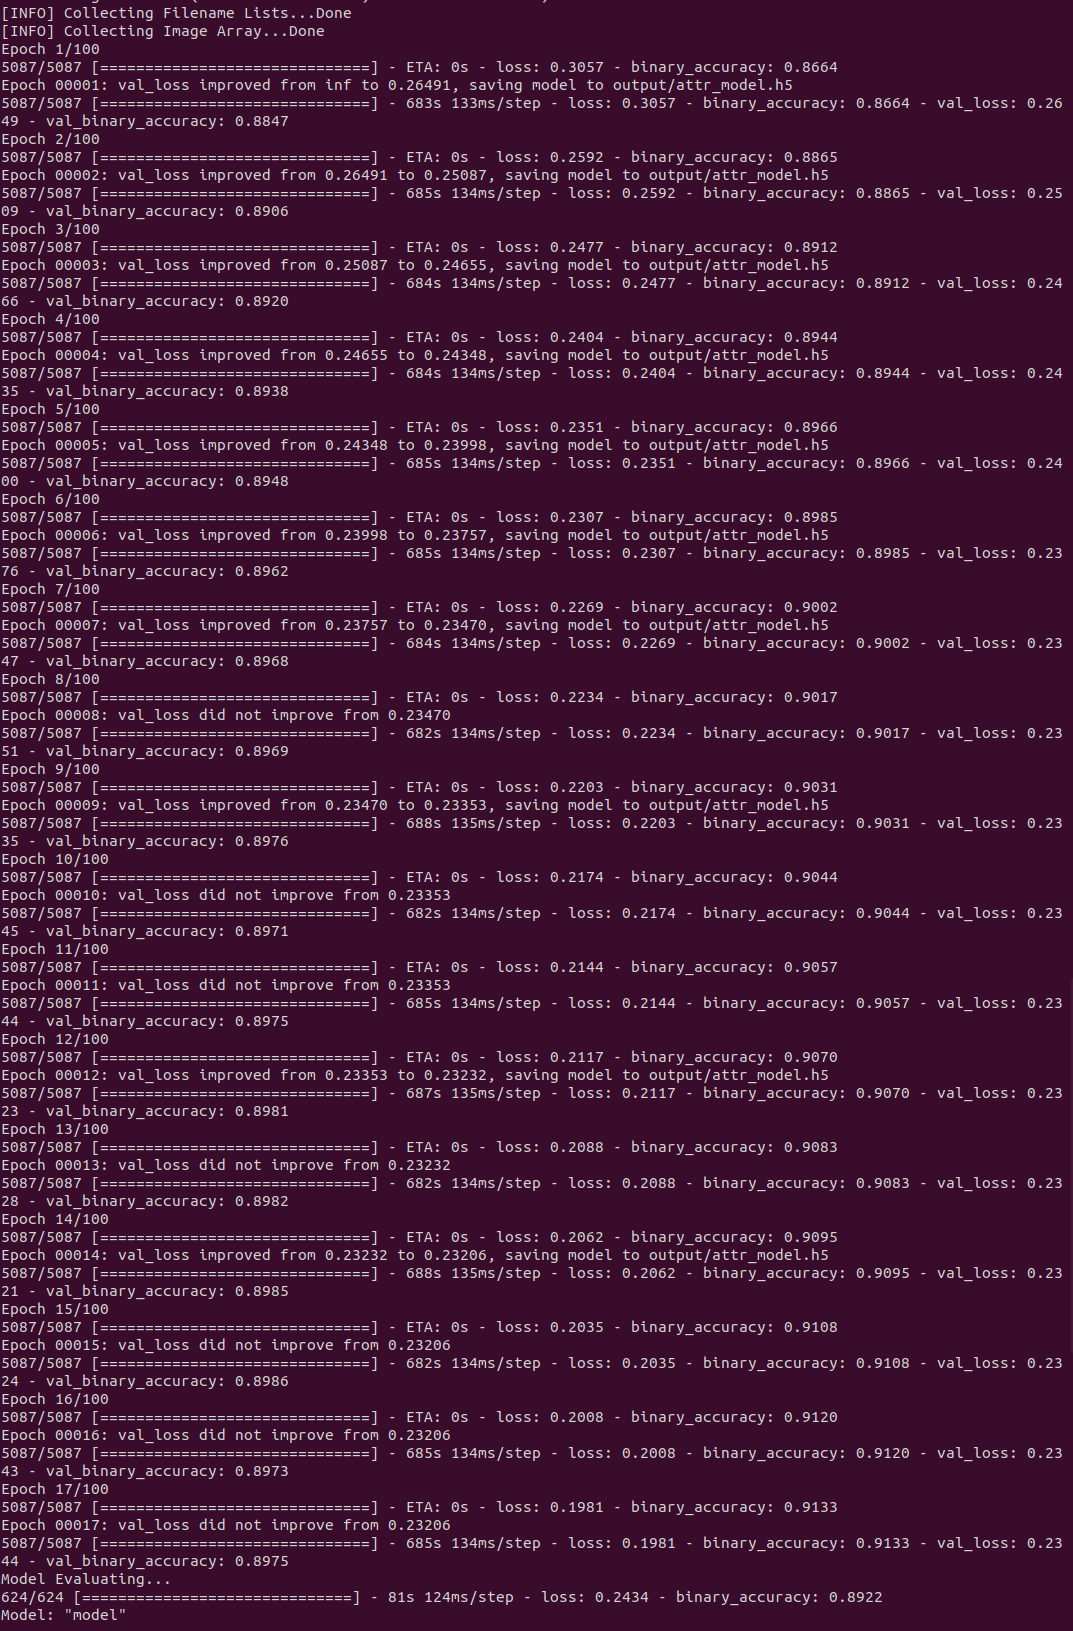 [INFO] Collecting Filename Lists...Done
[INFO] Collecting Image Array...Done
Epoch 1/100
5087/5087 [==============================] - ETA: 0s - loss: 0.3057 - binary_accuracy: 0.8664
Epoch 00001: val_loss improved from inf to 0.26491, saving model to output/attr_model.h5
5087/5087 [==============================] - 683s 133ms/step - loss: 0.3057 - binary_accuracy: 0.8664 - val_loss: 0.26
49 - val_binary_accuracy: 0.8847
Epoch 2/100
5087/5087 [==============================] - ETA: 0s - loss: 0.2592 - binary_accuracy: 0.8865
Epoch 00002: val_loss improved from 0.26491 to 0.25087, saving model to output/attr_model.h5
5087/5087 [==============================] - 685s 134ms/step - loss: 0.2592 - binary_accuracy: 0.8865 - val_loss: 0.25
09 - val_binary_accuracy: 0.8906
Epoch 3/100
5087/5087 [==============================] - ETA: 0s - loss: 0.2477 - binary_accuracy: 0.8912
Epoch 00003: val_loss improved from 0.25087 to 0.24655, saving model to output/attr_model.h5
5087/5087 [==============================] - 684s 134ms/step - loss: 0.2477 - binary_accuracy: 0.8912 - val_loss: 0.24
66 - val_binary_accuracy: 0.8920
Epoch 4/100
5087/5087 [==============================] - ETA: 0s - loss: 0.2404 - binary_accuracy: 0.8944
Epoch 00004: val_loss improved from 0.24655 to 0.24348, saving model to output/attr_model.h5
5087/5087 [==============================] - 684s 134ms/step - loss: 0.2404 - binary_accuracy: 0.8944 - val_loss: 0.24
35 - val_binary_accuracy: 0.8938
Epoch 5/100
5087/5087 [==============================] - ETA: 0s - loss: 0.2351 - binary_accuracy: 0.8966
Epoch 00005: val_loss improved from 0.24348 to 0.23998, saving model to output/attr_model.h5
5087/5087 [==============================] - 685s 134ms/step - loss: 0.2351 - binary_accuracy: 0.8966 - val_loss: 0.24
00 - val_binary_accuracy: 0.8948
Epoch 6/100
5087/5087 [==============================] - ETA: 0s - loss: 0.2307 - binary_accuracy: 0.8985
Epoch 00006: val_loss improved from 0.23998 to 0.23757, saving model to output/attr_model.h5
5087/5087 [==============================] - 685s 134ms/step - loss: 0.2307 - binary_accuracy: 0.8985 - val_loss: 0.23
76 - val_binary_accuracy: 0.8962
Epoch 7/100
5087/5087 [==============================] - ETA: 0s - loss: 0.2269 - binary_accuracy: 0.9002
Epoch 00007: val_loss improved from 0.23757 to 0.23470, saving model to output/attr_model.h5
5087/5087 [==============================] - 684s 134ms/step - loss: 0.2269 - binary_accuracy: 0.9002 - val_loss: 0.23
47 - val_binary_accuracy: 0.8968
Epoch 8/100
5087/5087 [==============================] - ETA: 0s - loss: 0.2234 - binary_accuracy: 0.9017
Epoch 00008: val_loss did not improve from 0.23470
5087/5087 [==============================] - 682s 134ms/step - loss: 0.2234 - binary_accuracy: 0.9017 - val_loss: 0.23
51 - val_binary_accuracy: 0.8969
Epoch 9/100
5087/5087 [==============================] - ETA: 0s - loss: 0.2203 - binary_accuracy: 0.9031
Epoch 00009: val_loss improved from 0.23470 to 0.23353, saving model to output/attr_model.h5
5087/5087 [==============================] - 688s 135ms/step - loss: 0.2203 - binary_accuracy: 0.9031 - val_loss: 0.23
35 - val_binary_accuracy: 0.8976
Epoch 10/100
5087/5087 [==============================] - ETA: 0s - loss: 0.2174 - binary_accuracy: 0.9044
Epoch 00010: val_loss did not improve from 0.23353
5087/5087 [==============================] - 682s 134ms/step - loss: 0.2174 - binary_accuracy: 0.9044 - val_loss: 0.23
45 - val_binary_accuracy: 0.8971
Epoch 11/100
5087/5087 [==============================] - ETA: 0s - loss: 0.2144 - binary_accuracy: 0.9057
Epoch 00011: val_loss did not improve from 0.23353
5087/5087 [==============================] - 685s 134ms/step - loss: 0.2144 - binary_accuracy: 0.9057 - val_loss: 0.23
44 - val_binary_accuracy: 0.8975
Epoch 12/100
5087/5087 [==============================] - ETA: 0s - loss: 0.2117 - binary_accuracy: 0.9070
Epoch 00012: val_loss improved from 0.23353 to 0.23232, saving model to output/attr_model.h5
5087/5087 [==============================] - 687s 135ms/step - loss: 0.2117 - binary_accuracy: 0.9070 - val_loss: 0.23
23 - val_binary_accuracy: 0.8981
Epoch 13/100
5087/5087 [==============================] - ETA: 0s - loss: 0.2088 - binary_accuracy: 0.9083
Epoch 00013: val_loss did not improve from 0.23232
5087/5087 [==============================] - 682s 134ms/step - loss: 0.2088 - binary_accuracy: 0.9083 - val_loss: 0.23
28 - val_binary_accuracy: 0.8982
Epoch 14/100
5087/5087 [==============================] - ETA: 0s - loss: 0.2062 - binary_accuracy: 0.9095
Epoch 00014: val_loss improved from 0.23232 to 0.23206, saving model to output/attr_model.h5
5087/5087 [==============================] - 688s 135ms/step - loss: 0.2062 - binary_accuracy: 0.9095 - val_loss: 0.23
21 - val_binary_accuracy: 0.8985
Epoch 15/100
5087/5087 [==============================] - ETA: 0s - loss: 0.2035 - binary_accuracy: 0.9108
Epoch 00015: val_loss did not improve from 0.23206
5087/5087 [==============================] - 682s 134ms/step - loss: 0.2035 - binary_accuracy: 0.9108 - val_loss: 0.23
24 - val_binary_accuracy: 0.8986
Epoch 16/100
5087/5087 [==============================] - ETA: 0s - loss: 0.2008 - binary_accuracy: 0.9120
Epoch 00016: val_loss did not improve from 0.23206
5087/5087 [==============================] - 685s 134ms/step - loss: 0.2008 - binary_accuracy: 0.9120 - val_loss: 0.23
43 - val_binary_accuracy: 0.8973
Epoch 17/100
5087/5087 [==============================] - ETA: 0s - loss: 0.1981 - binary_accuracy: 0.9133
Epoch 00017: val_loss did not improve from 0.23206
5087/5087 [==============================] - 685s 134ms/step - loss: 0.1981 - binary_accuracy: 0.9133 - val_loss: 0.23
44 - val_binary_accuracy: 0.8975
Model Evaluating...
624/624 [==============================] - 81s 124ms/step - loss: 0.2434 - binary_accuracy: 0.8922
Model: "model"